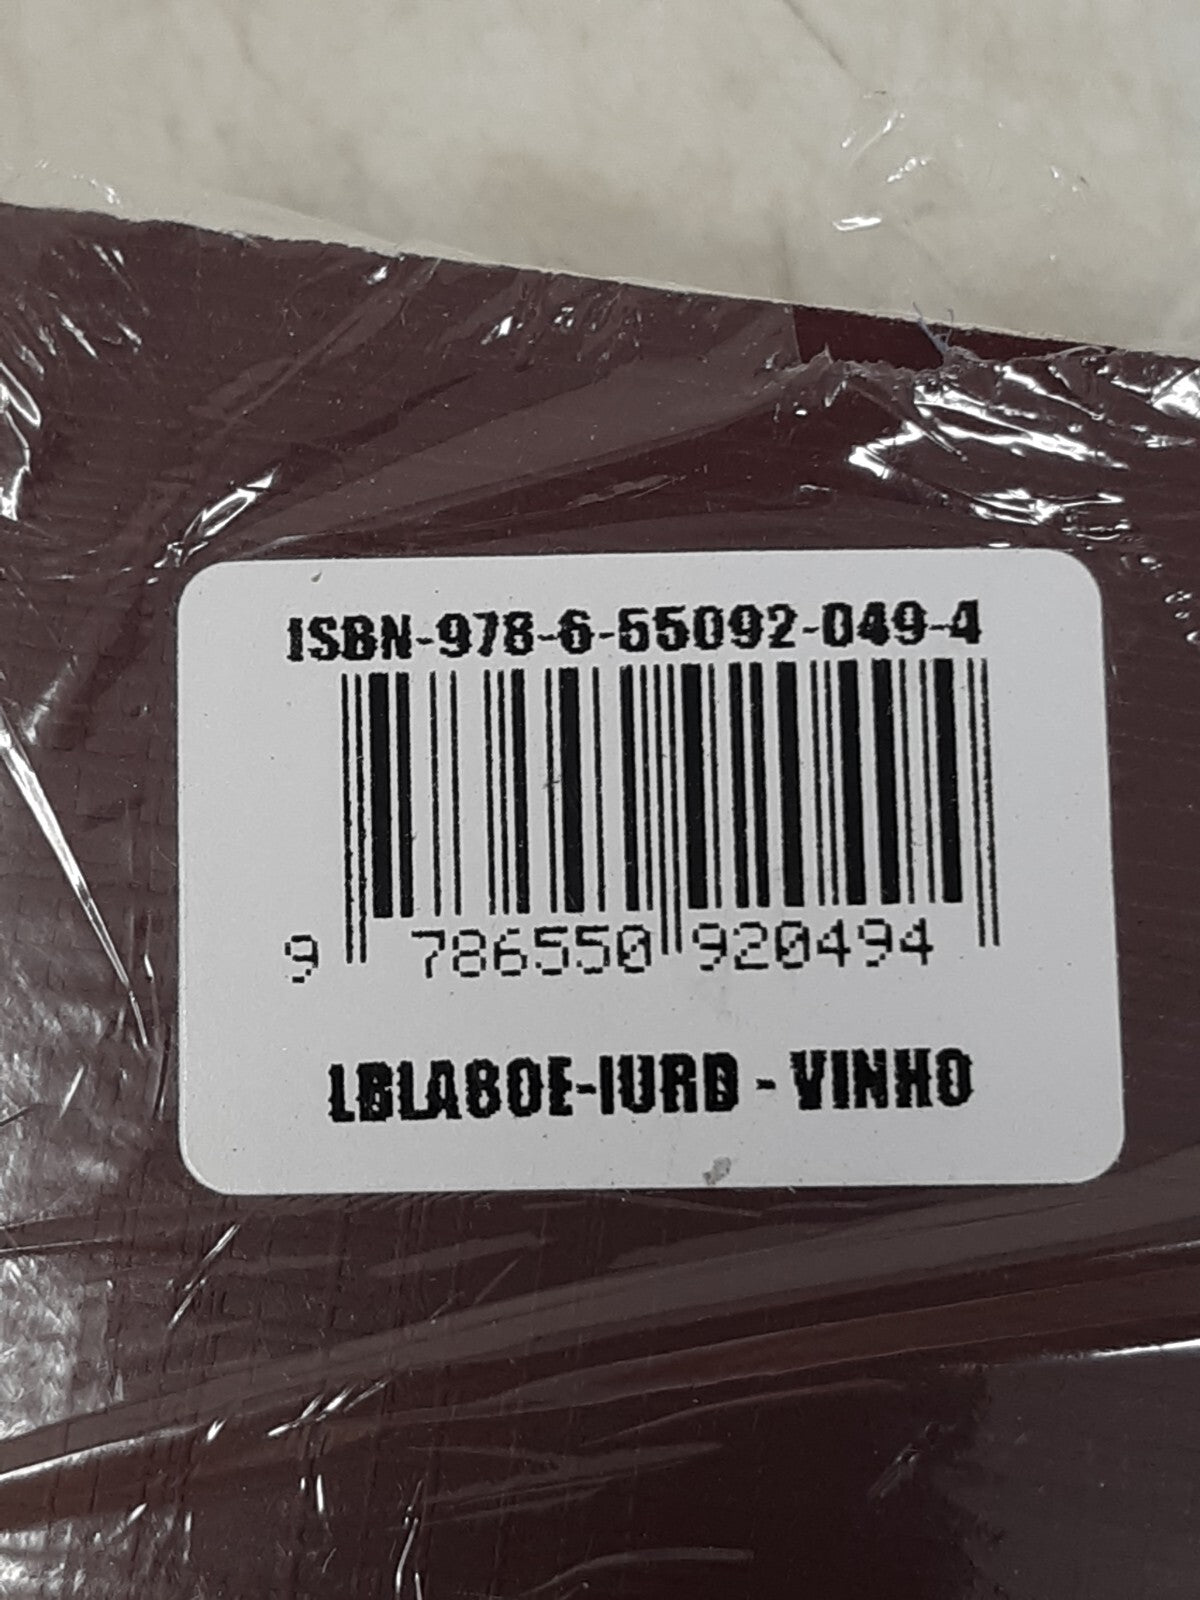 ISBN-978-6-55092-049-4
9 786550 920494
LBLA80E-IURD - VINHO